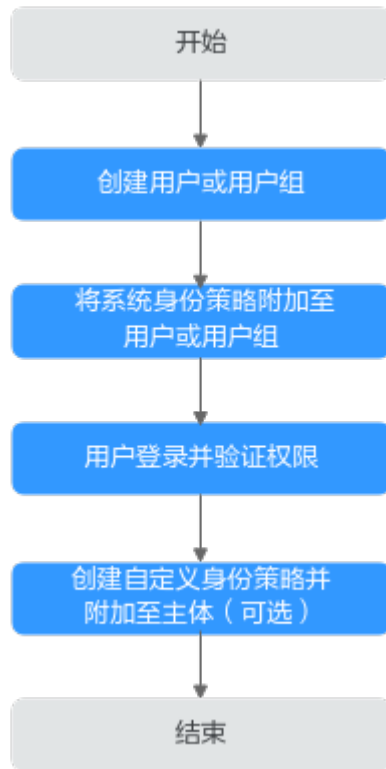 开始
创建用户或用户组
将系统身份策略附加至
用户或用户组
用户登录并验证权限
创建自定义身份策略并
附加至主体（可选）
结束